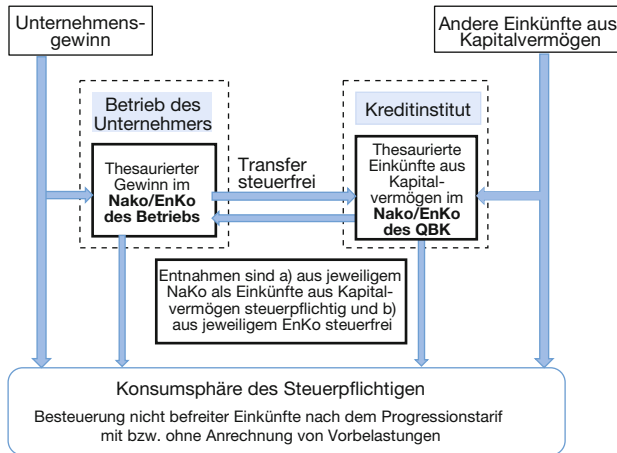 Unternehmens-
gewinn
Andere Einkünfte aus
Kapitalvermögen
Betrieb des
Unternehmers
Kreditinstitut
Thesaurierter
Gewinn im
Nako/EnKo
des Betriebs
Transfer
steuerfrei
Thesaurierte
Einkünfte aus
Kapital-
vermögen im
Nako/EnKo
des QBK
Entnahmen sind a) aus jeweiligem
NaKo als Einkünfte aus Kapital-
vermögen steuerpflichtig und b)
aus jeweiligem EnKo steuerfrei
Konsumsphäre des Steuerpflichtigen
Besteuerung nicht befreiter Einkünfte nach dem Progressionstarif
mit bzw. ohne Anrechnung von Vorbelastungen